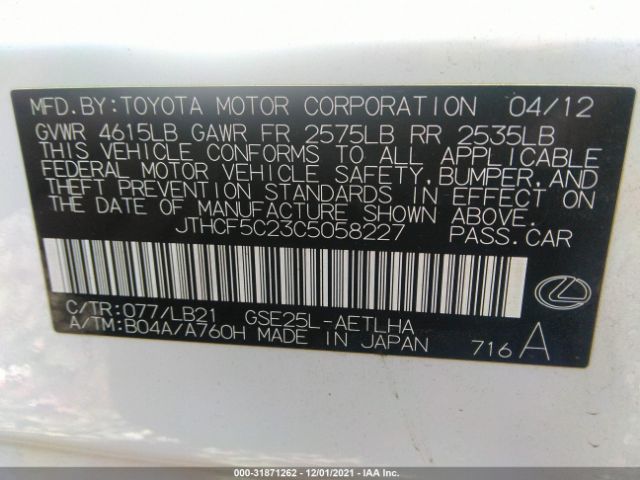 MFD.BY:TOYOTA MOTOR CORPORATION 04/12
GVWR 4615LB GAWR FR 2575LB RR 2535LB
THIS VEHICLE CONFORMS TO ALL APPLICABLE
FEDERAL MOTOR VEHICLE SAFETY,BUMPER,AND
THEFT PREVENTION STANDARDS IN EFFECT ON
THE DATE OF MANUFACTURE SHOWN ABOVE.
JTHCF5C23C5058227 PASS.CAR
C/TR:077/LB21 GSE25L-AETLHA
A/TM:B04A/A760H MADE IN JAPAN 716 A
000-31871262 - 12/01/2021 - IAA Inc.